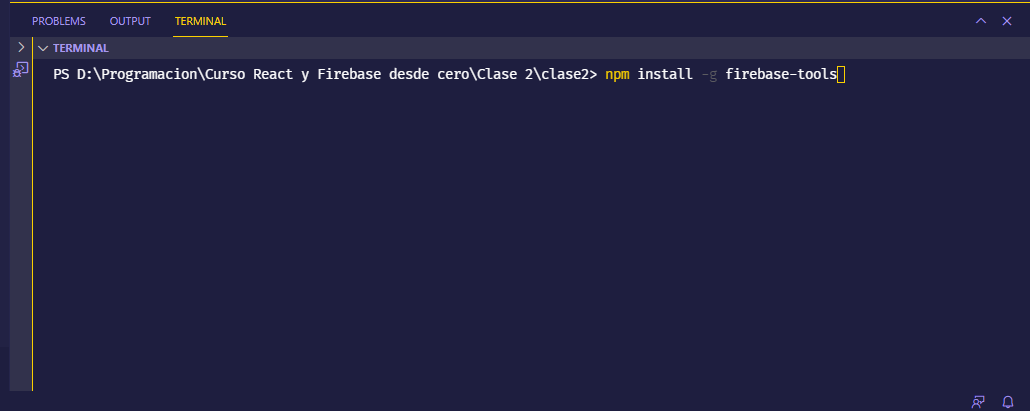 PROBLEMS OUTPUT TERMINAL
TERMINAL
PS D:\Programacion\Curso React y Firebase desde cero\Clase 2\clase2> npm install -g firebase-tools